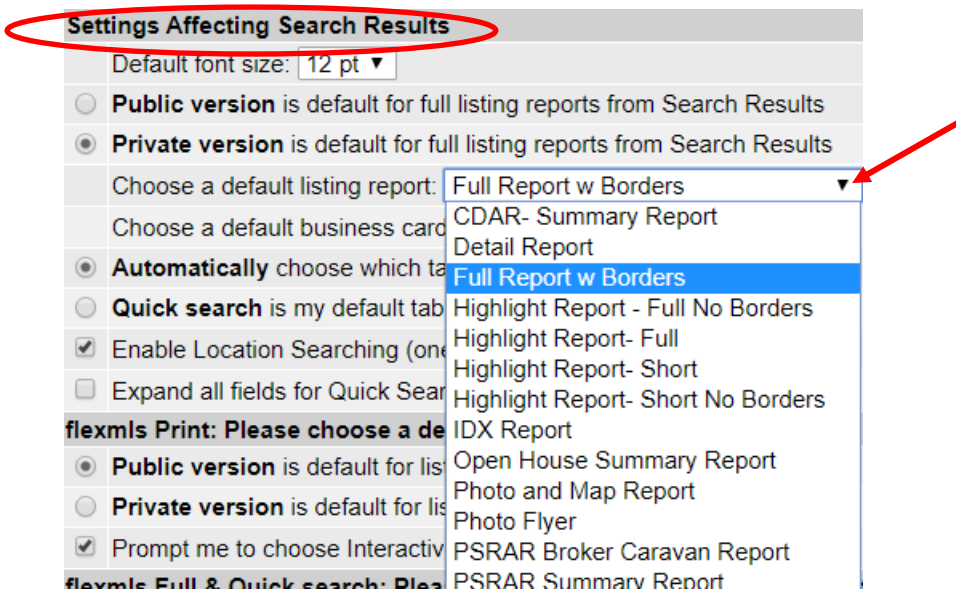 Settings Affecting Search Results
Default font size: 12 pt
Public version is default for full listing reports from Search Results
Private version is default for full listing reports from Search Results
Choose a default listing report: Full Report w Borders
CDAR- Summary Report
Choose a default business card
Detail Report
Automatically choose which ta
Full Report w Borders
Quick search is my default tab
Highlight Report - Full No Borders
Highlight Report- Full
Enable Location Searching (one
Highlight Report- Short
Expand all fields for Quick Sear
Highlight Report- Short No Borders
flexmls Print: Please choose a de
IDX Report
Public version is default for lis
Open House Summary Report
Photo and Map Report
Private version is default for lis
Photo Flyer
Prompt me to choose Interactiv
PSRAR Broker Caravan Report
flexmls Full & Quick search: Plea
PSRAR Summary Report